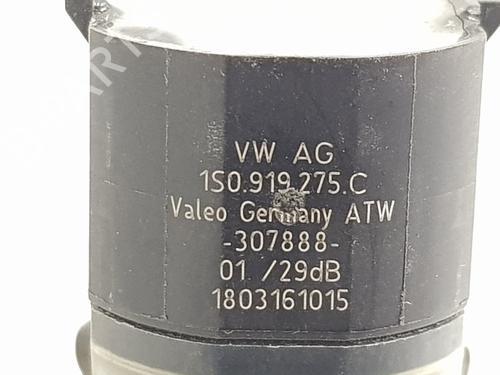 VW AG
1S0.919.275.C
Valeo Germany ATW
-307888-
01 /29dB
1803161015